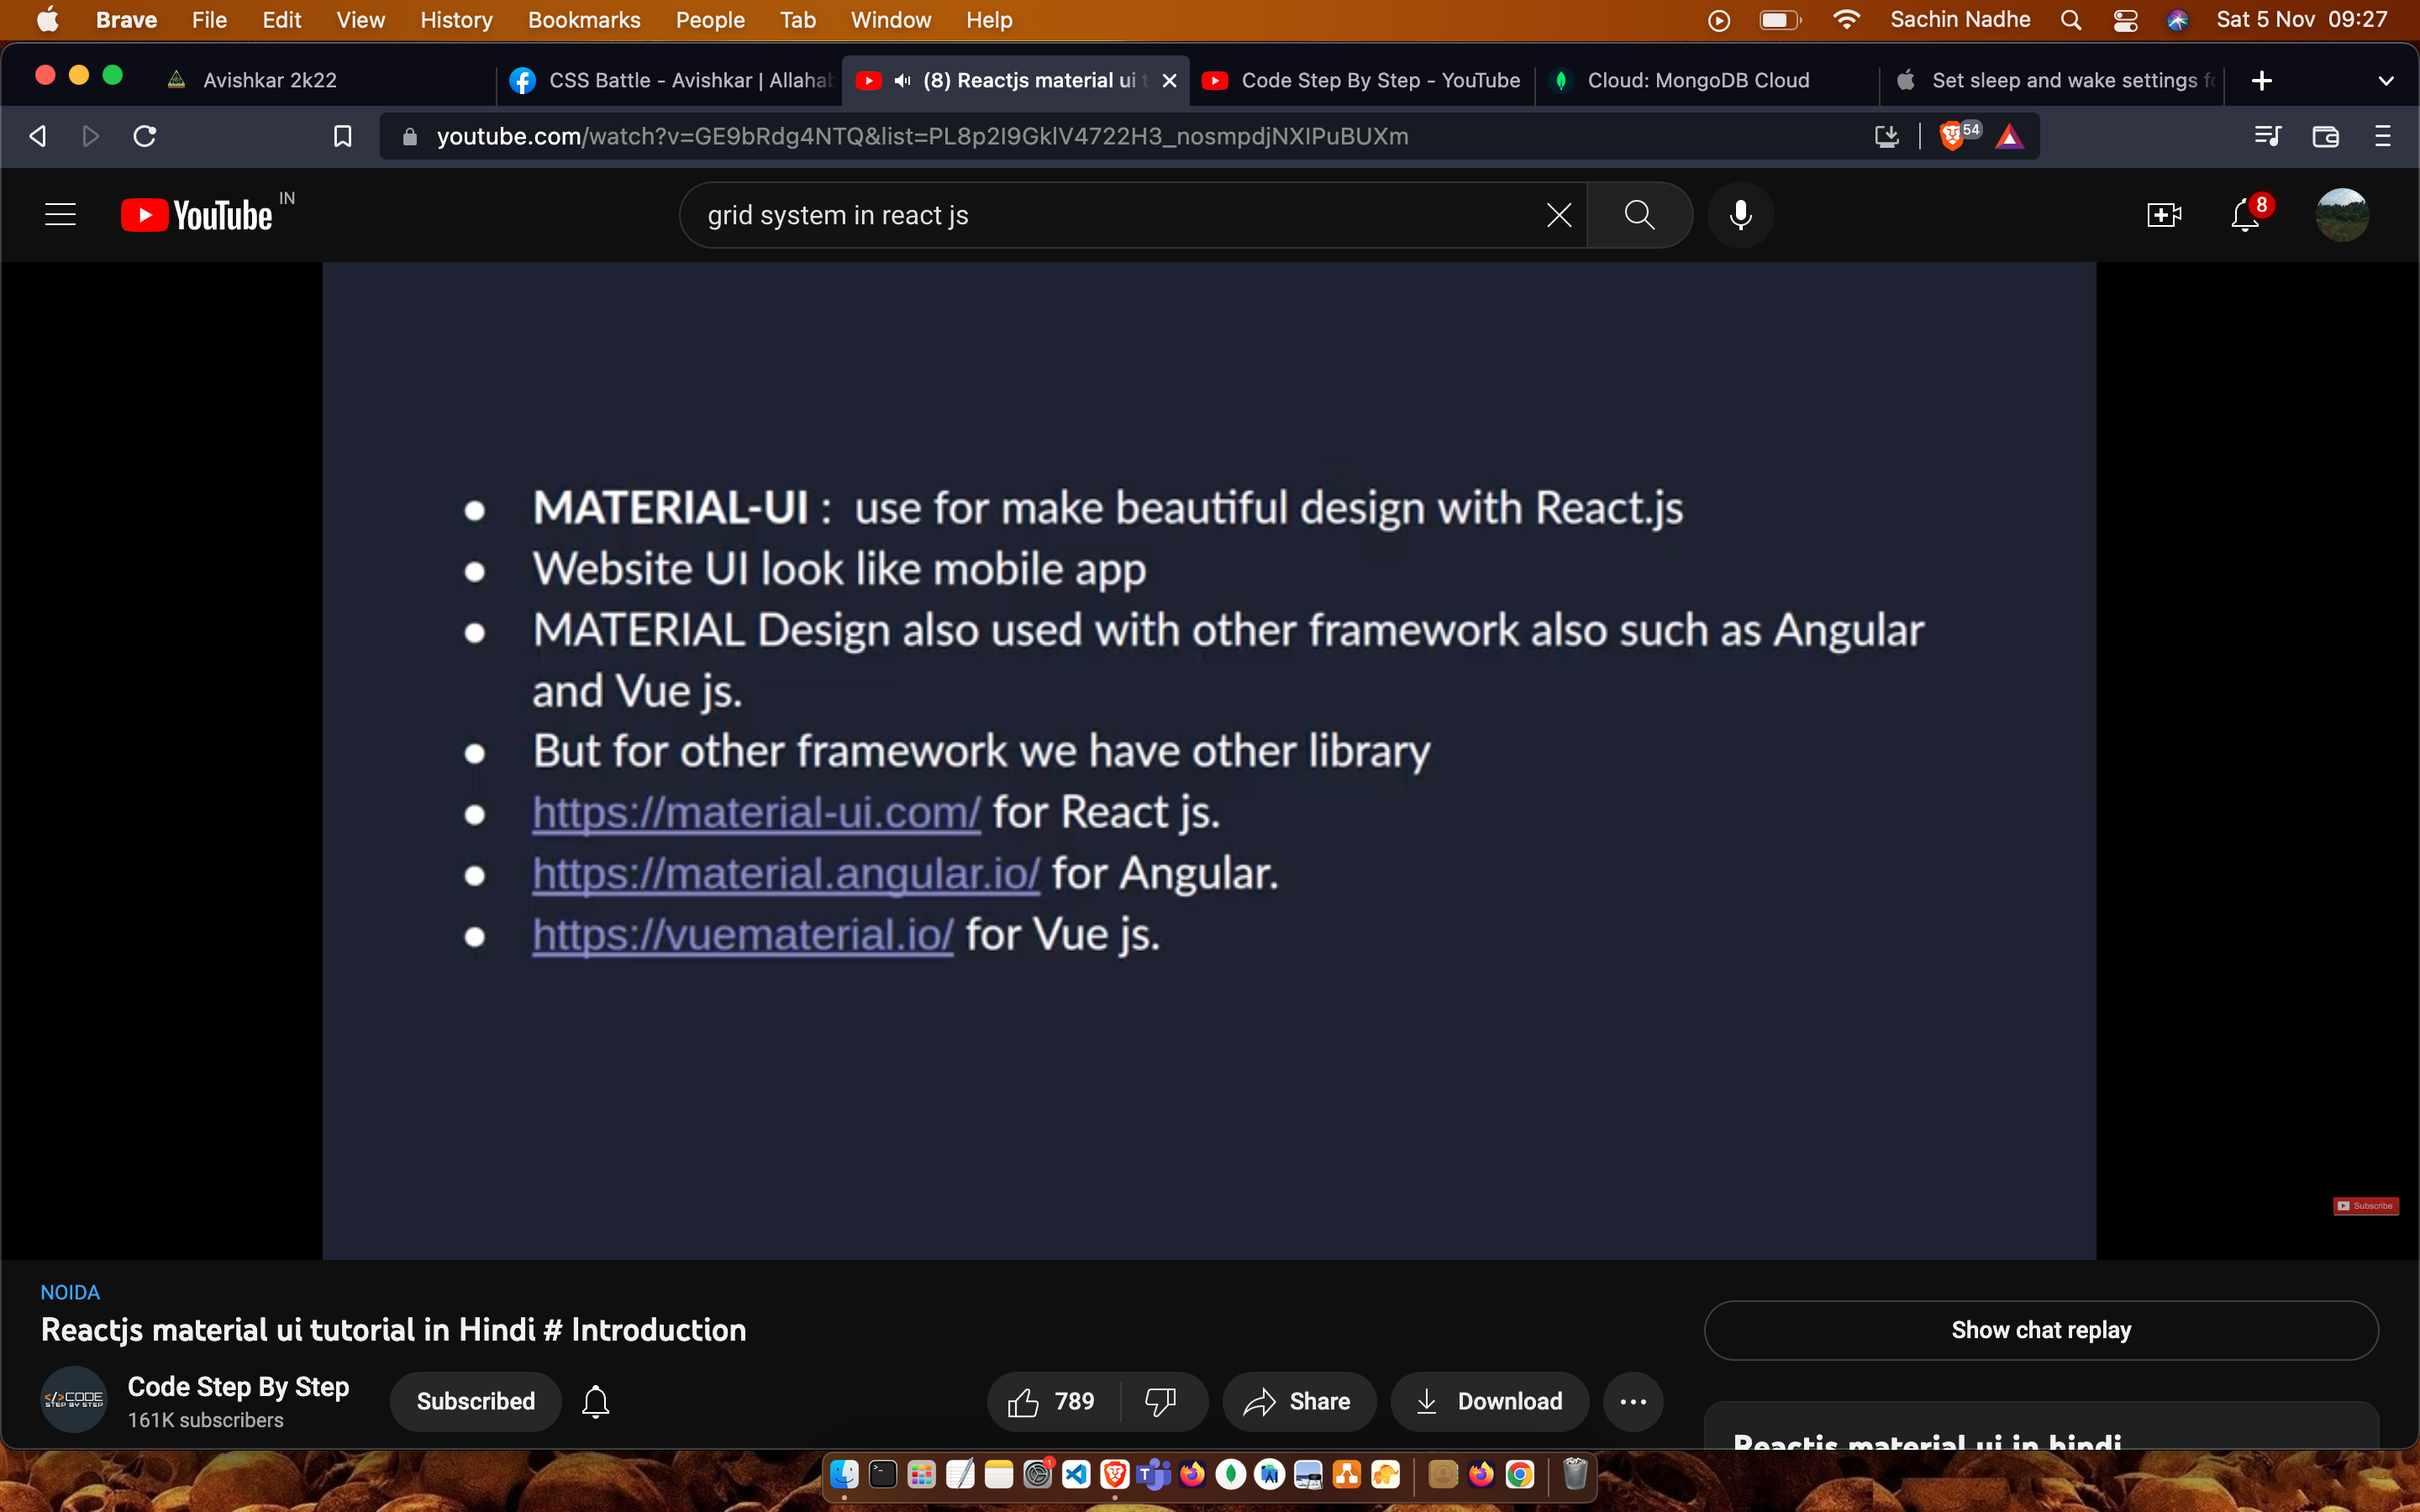 Brave File Edit View History Bookmarks People Tab Window Help Sachin Nadhe Sat 5 Nov 09:27
Avishkar 2k22 CSS Battle - Avishkar | Allahab (8) Reactjs material ui t Code Step By Step - YouTube Cloud: MongoDB Cloud Set sleep and wake settings fo
youtube.com/watch?v=GE9bRdg4NTQ&list=PL8p2I9GklV4722H3_nosmpdjNXIPuBUXm 54
YouTube IN grid system in react js 8
MATERIAL-UI : use for make beautiful design with React.js
Website UI look like mobile app
MATERIAL Design also used with other framework also such as Angular
and Vue js.
But for other framework we have other library
https://material-ui.com/ for React js.
https://material.angular.io/ for Angular.
https://vuematerial.io/ for Vue js.
Subscribe
NOIDA
Reactjs material ui tutorial in Hindi # Introduction
Show chat replay
</>CODE
STEP BY STEP
Code Step By Step
161K subscribers
Subscribed 789 Share Download
Reactjs material ui in hindi
1